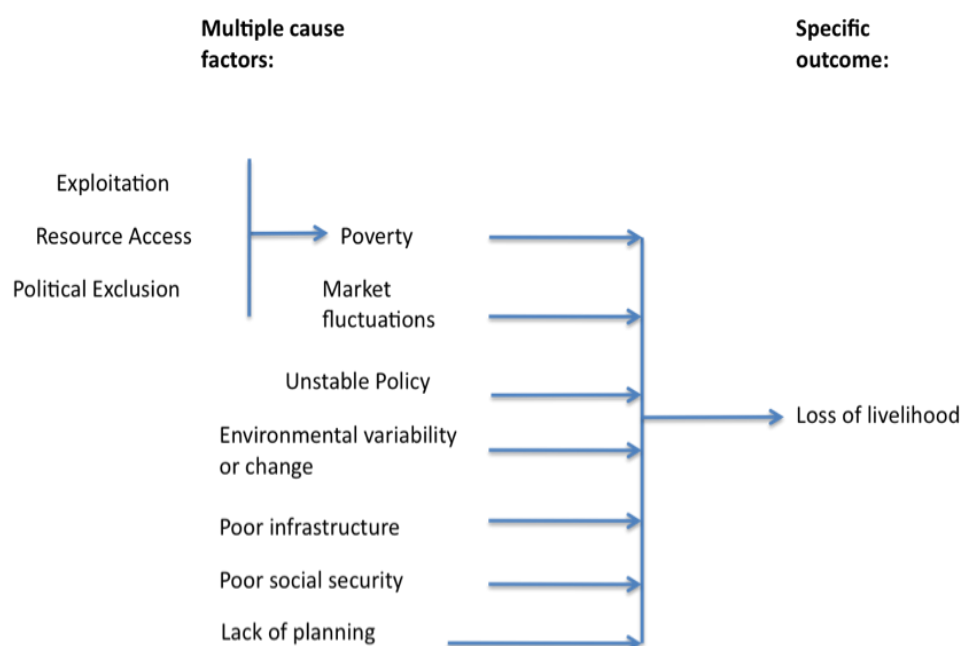 Multiple cause
factors:
Specific
outcome:
Exploitation
Resource Access
Political Exclusion
Poverty
Market
fluctuations
Unstable Policy
Environmental variability
or change
Poor infrastructure
Poor social security
Lack of planning
Loss of livelihood